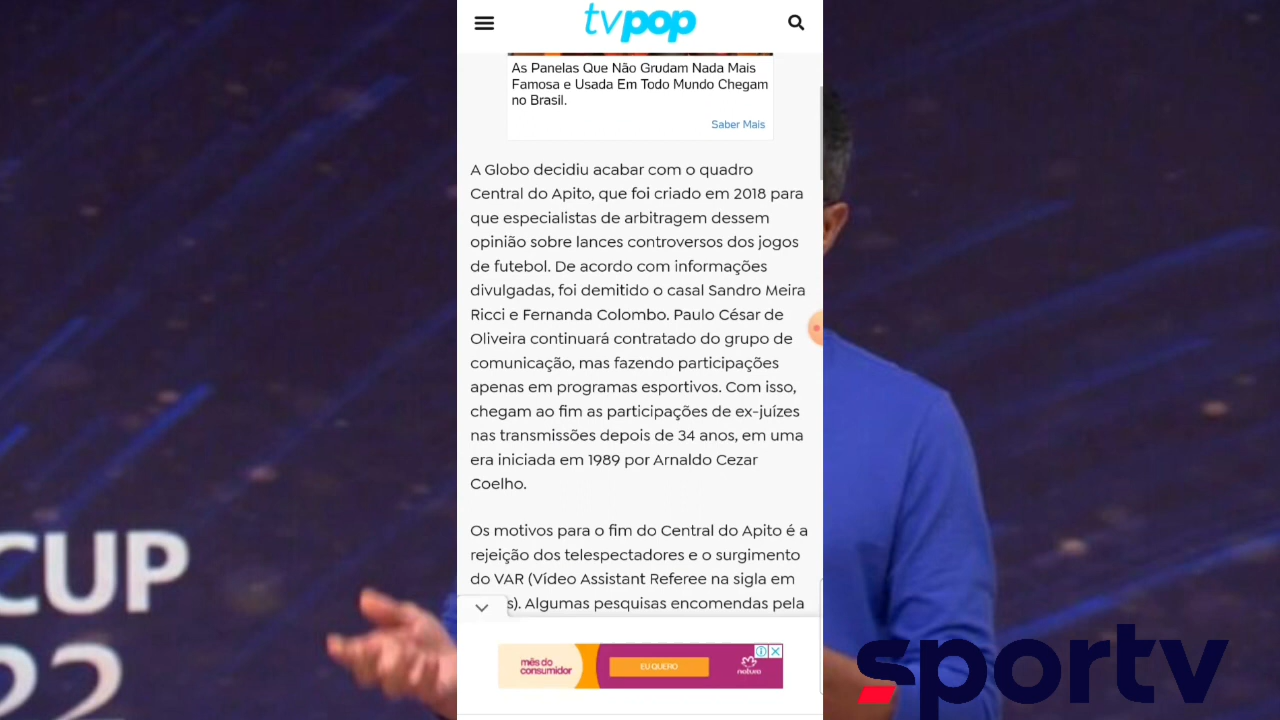 tvpop
As Panelas Que Não Grudam Nada Mais
Famosa e Usada Em Todo Mundo Chegam
no Brasil.
Saber Mais
A Globo decidiu acabar com o quadro
Central do Apito, que foi criado em 2018 para
que especialistas de arbitragem dessem
opinião sobre lances controversos dos jogos
de futebol. De acordo com informações
divulgadas, foi demitido o casal Sandro Meira
Ricci e Fernanda Colombo. Paulo César de
Oliveira continuará contratado do grupo de
comunicação, mas fazendo participações
apenas em programas esportivos. Com isso,
chegam ao fim as participações de ex-juízes
nas transmissões depois de 34 anos, em uma
era iniciada em 1989 por Arnaldo Cezar
Coelho.
Os motivos para o fim do Central do Apito é a
rejeição dos telespectadores e o surgimento
do VAR (Vídeo Assistant Referee na sigla em
s). Algumas pesquisas encomendas pela
mês do
consumidor
EU QUERO
natura
CUP
22
sportv